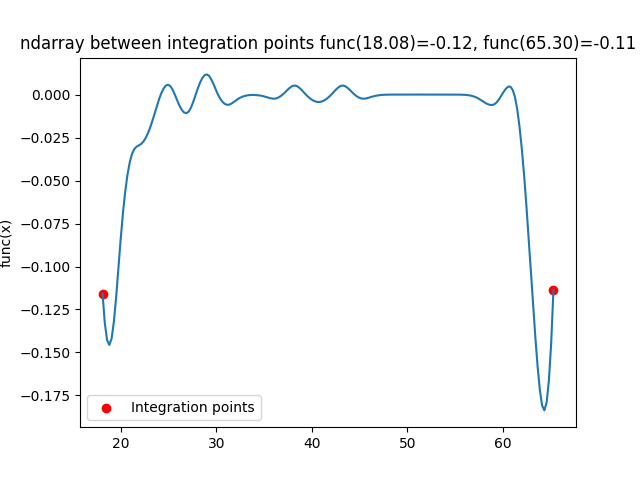 ndarray between integration points func(18.08)=-0.12, func(65.30)=-0.11
0.000
−0.025
−0.050
−0.075
−0.100
−0.125
−0.150
−0.175
func(x)
Integration points
20 30 40 50 60